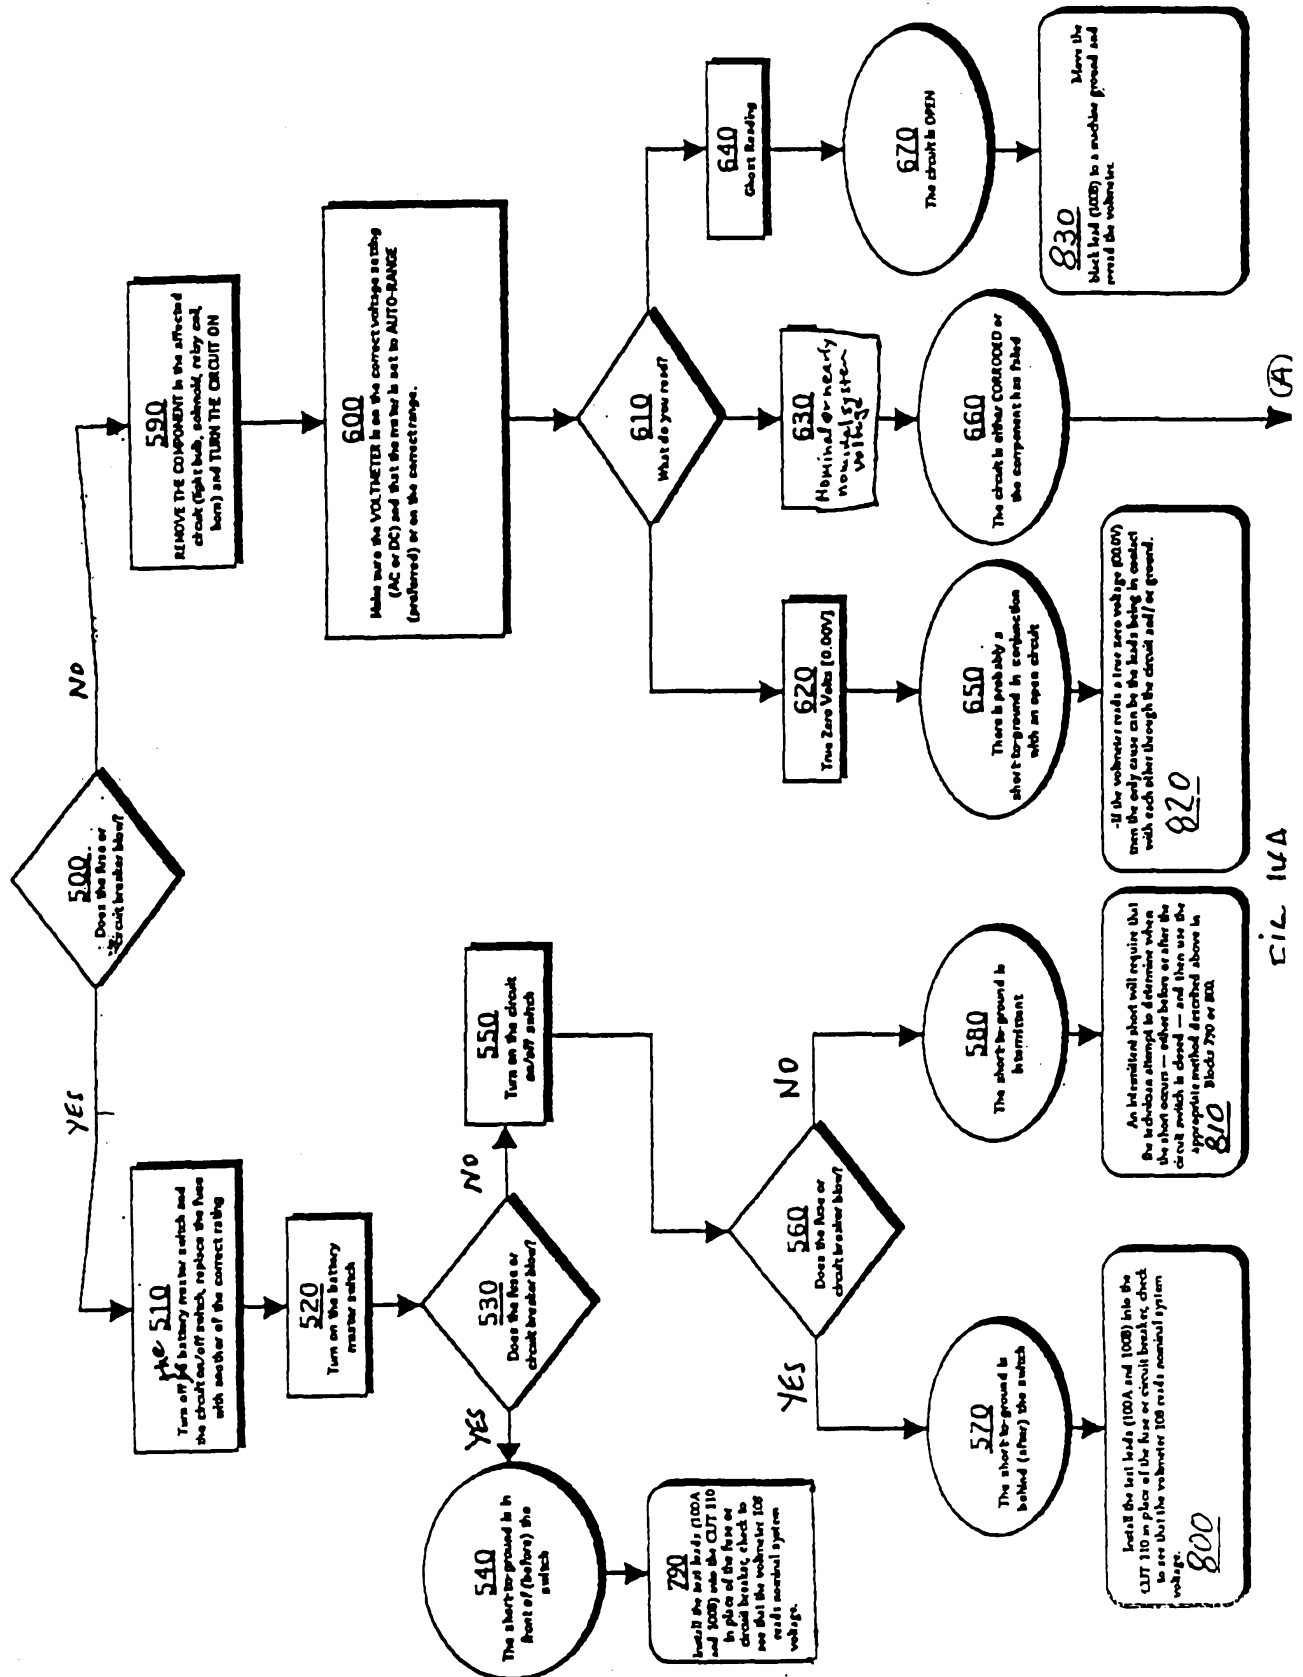 500
Does the fuse or
circuit breaker blow?
YES
NO
the 510
Turn off battery master switch and
the circuit on/off switch, replace the fuse
with another of the correct rating
520
Turn on the battery
master switch
530
Does the fuse or
circuit breaker blow?
YES
NO
540
The short-to-ground is in
front of (before) the
switch
790
Install the test leads (100A
and 100B) into the CUT 110
in place of the fuse or
circuit breaker, check to
see that the voltmeter 108
reads nominal system
voltage.
550
Turn on the circuit
on/off switch
560
Does the fuse or
circuit breaker blow?
YES
NO
570
The short-to-ground is
behind (after) the switch
800
Install the test leads (100A and 100B) into the
CUT 110 in place of the fuse or circuit breaker, check
to see that the voltmeter 108 reads nominal system
voltage.
580
The short-to-ground is
intermittent
An intermittent short will require that
the technician attempt to determine when
the short occurs — either before or after the
circuit switch is closed — and then use the
appropriate method described above in
810 Blocks 790 or 800.
590
REMOVE THE COMPONENT in the affected
circuit (light bulb, solenoid, relay coil,
horn) and TURN THE CIRCUIT ON
600
Make sure the VOLTMETER is on the correct voltage setting
(AC or DC) and that the meter is set to AUTO-RANGE
(preferred) or on the correct range.
610
What do you read?
620
True Zero Volts [0.00V]
650
There is probably a
short-to-ground in conjunction
with an open circuit
-If the voltmeter reads a true zero voltage [00.0V]
then the only cause can be the leads being in contact
with each other through the circuit and/or ground.
820
630
Nominal or nearly
nominal system
voltage
660
The circuit is either CORRODED or
the component has failed
(A)
640
Ghost Reading
670
The circuit is OPEN
830 Move the
black lead (100B) to a machine ground and
reread the voltmeter.
FIG 14A